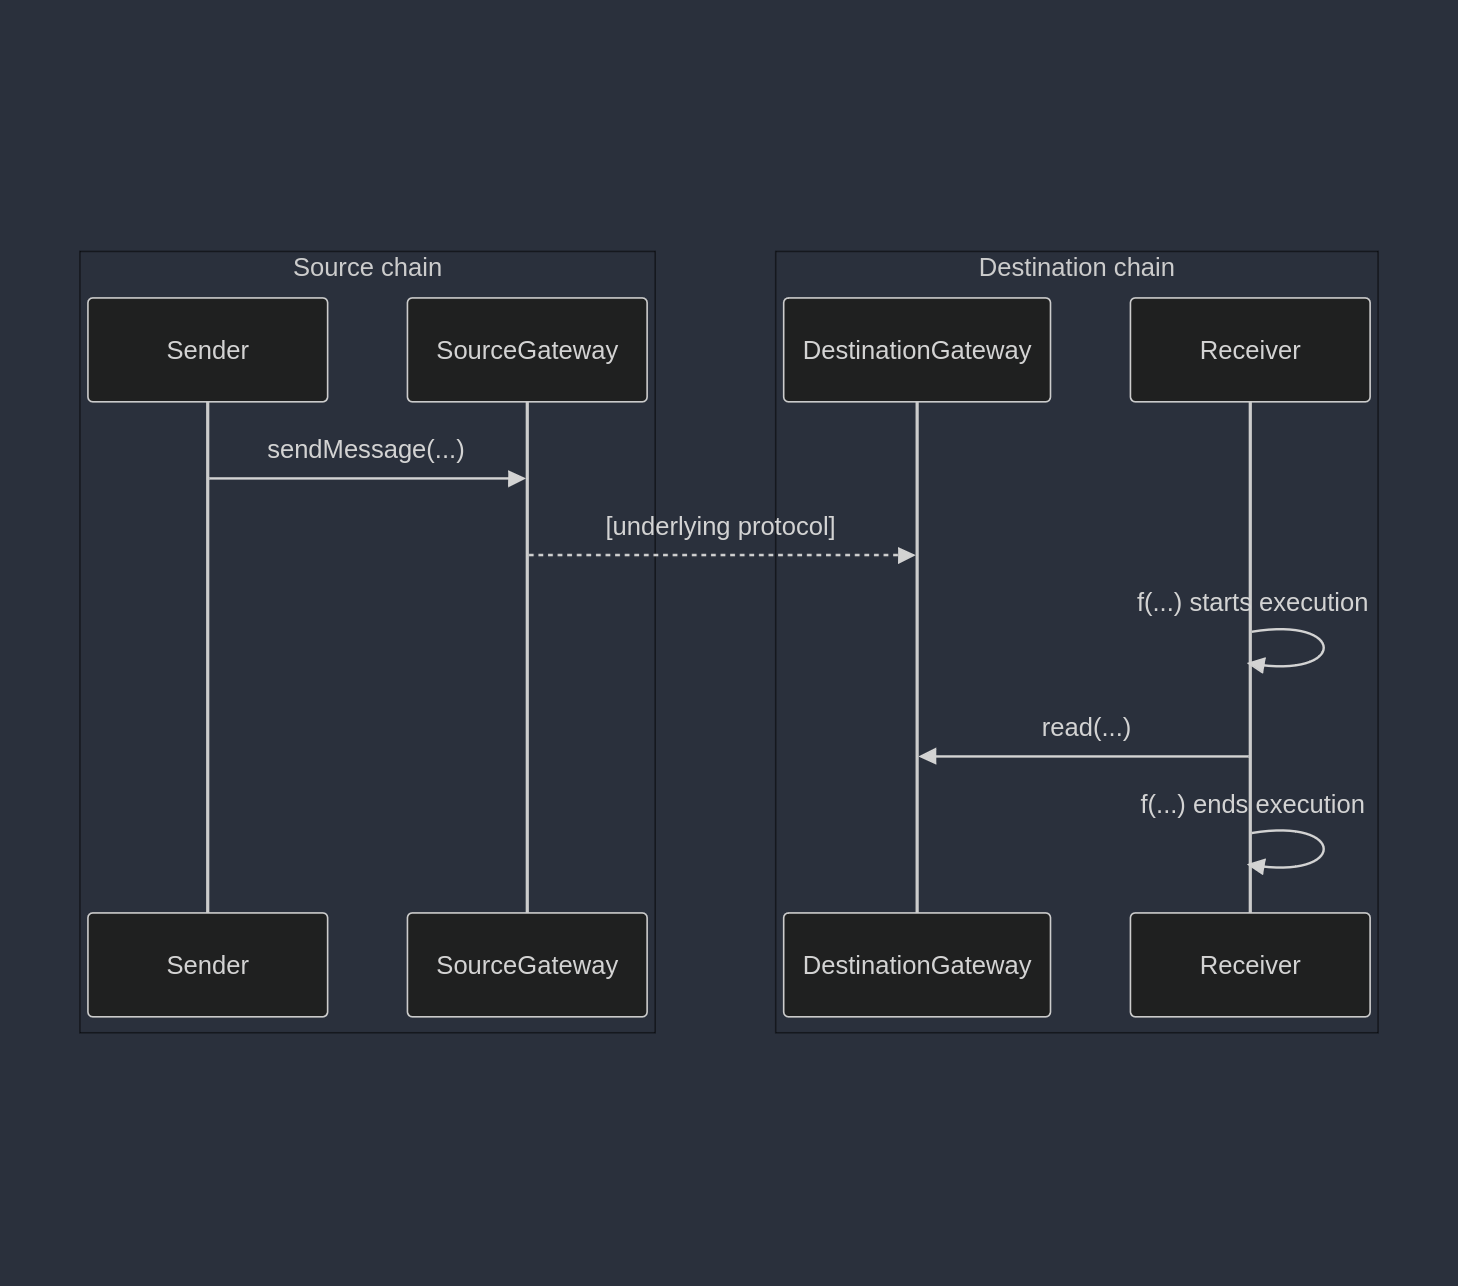 Source chain
Destination chain
Sender
SourceGateway
DestinationGateway
Receiver
sendMessage(...)
[underlying protocol]
f(...) starts execution
read(...)
f(...) ends execution
Sender
SourceGateway
DestinationGateway
Receiver